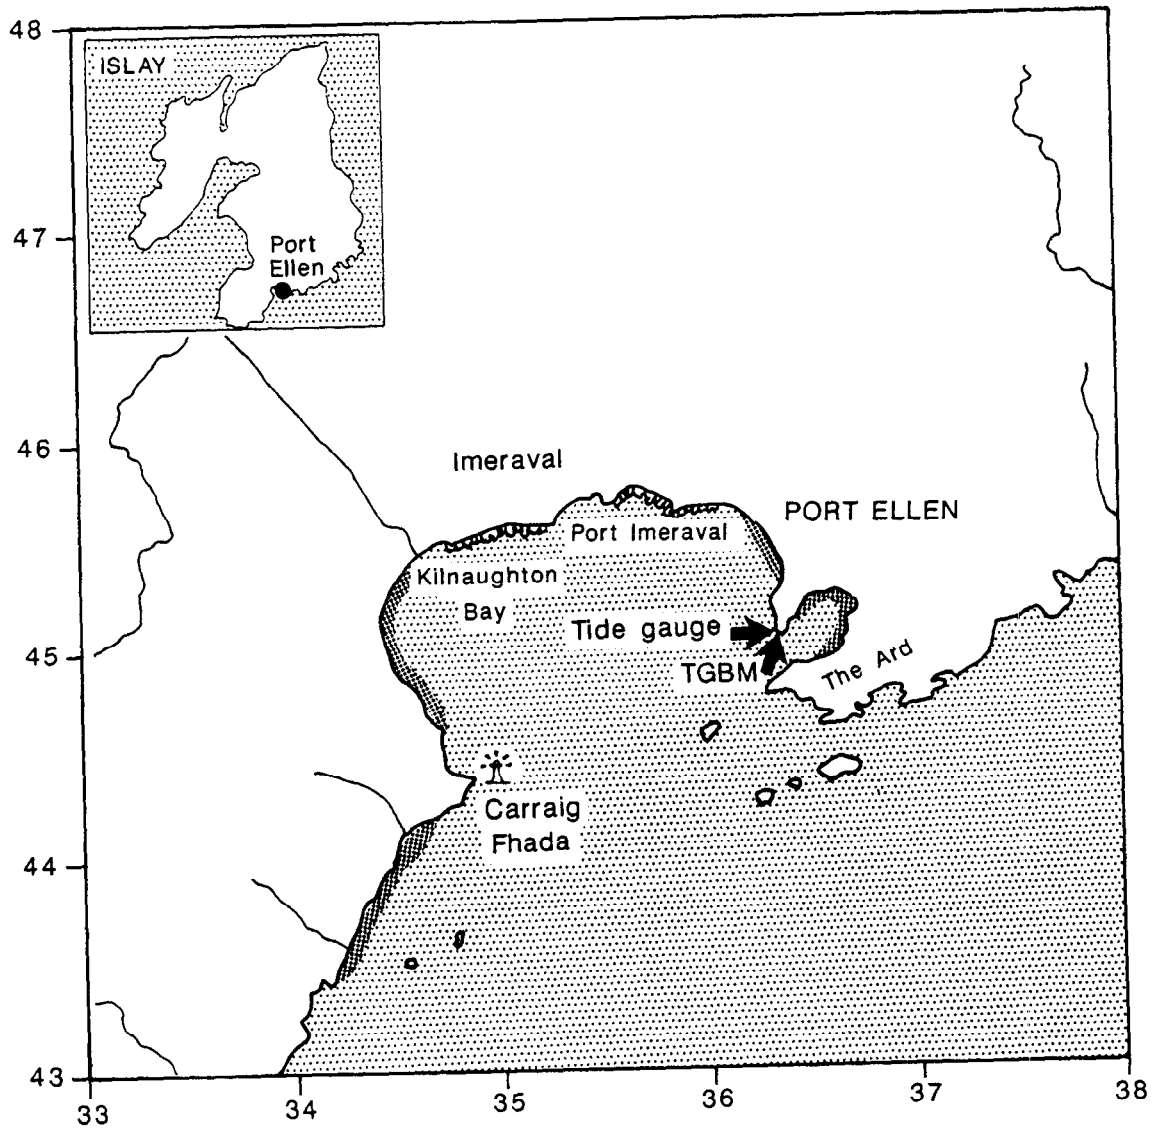 48
ISLAY
47
Port
Ellen
46
Imeraval
PORT ELLEN
Port Imeraval
Kilnaughton
Bay
Tide gauge
45
TGBM
The Ard
Carraig
Fhada
44
43
33
34
35
36
37
38